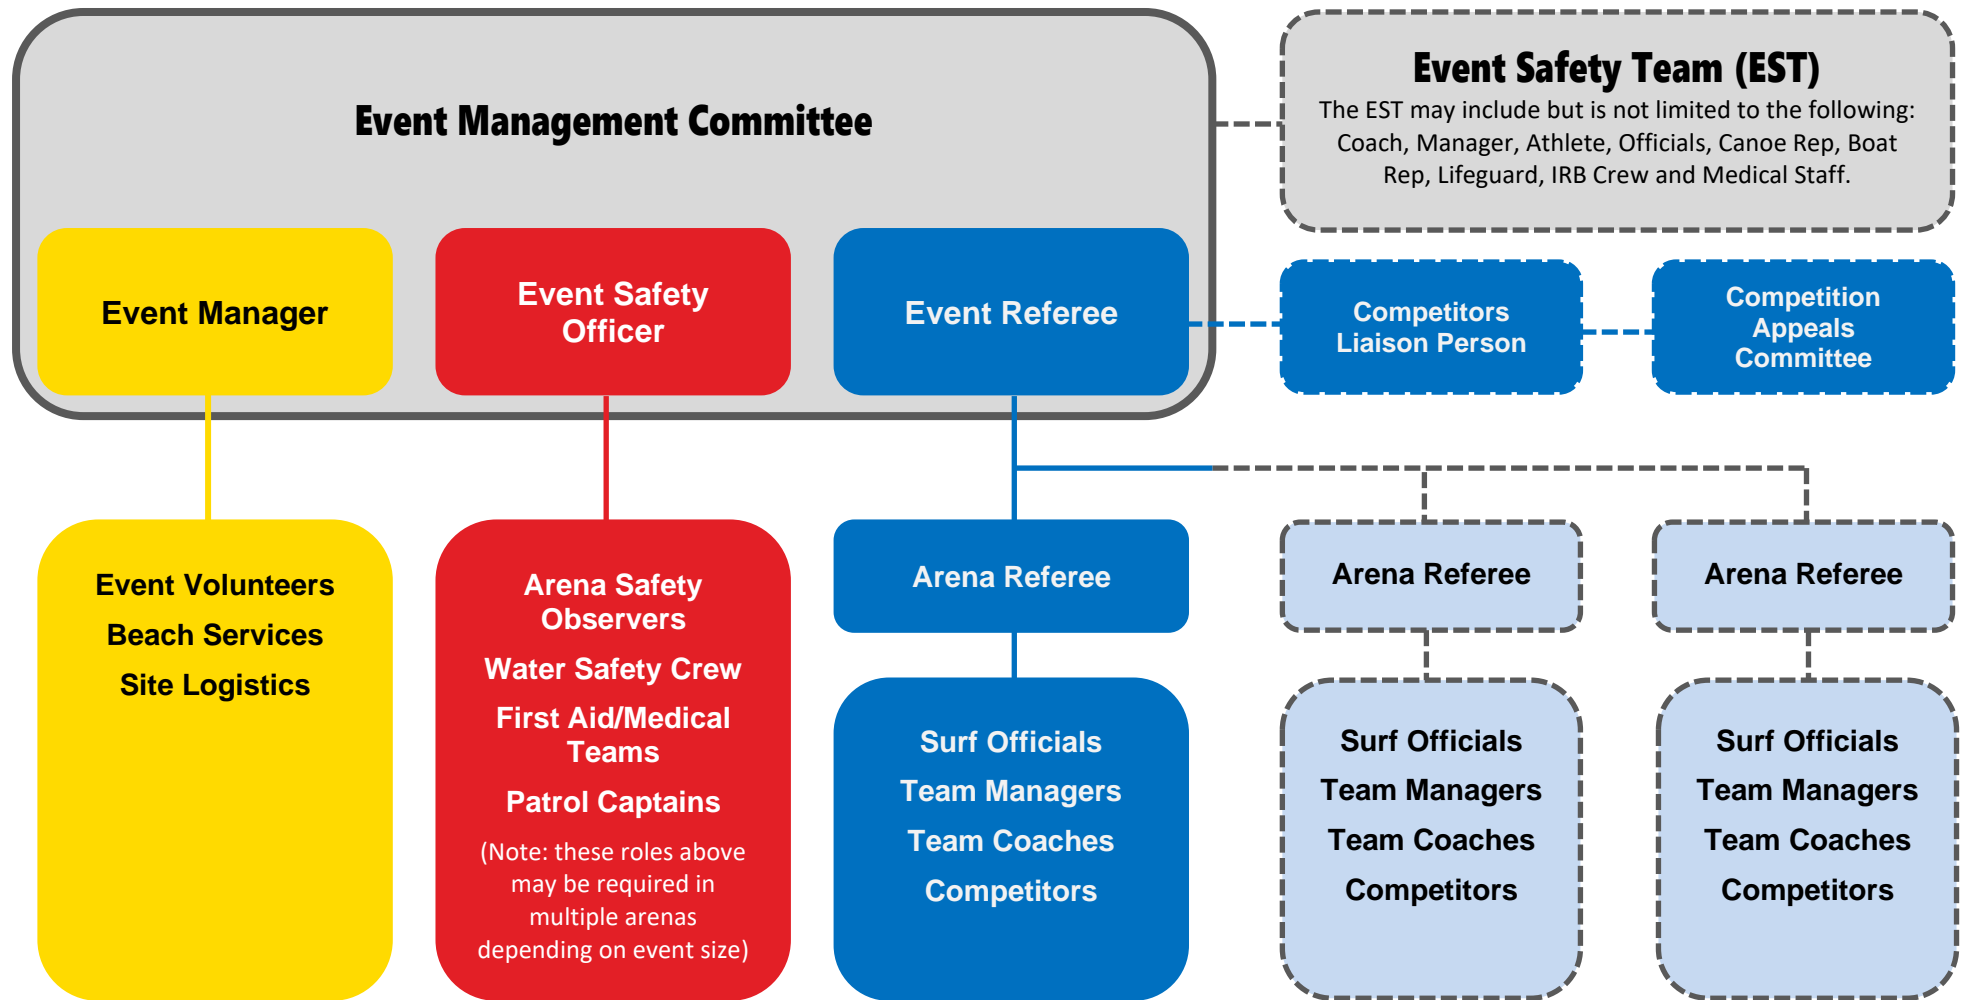 Event Management Committee
Event Safety Team (EST)
The EST may include but is not limited to the following:
Coach, Manager, Athlete, Officials, Canoe Rep, Boat
Rep, Lifeguard, IRB Crew and Medical Staff.
Event Manager
Event Safety
Officer
Event Referee
Competitors
Liaison Person
Competition
Appeals
Committee
Event Volunteers
Beach Services
Site Logistics
Arena Safety
Observers
Water Safety Crew
First Aid/Medical
Teams
Patrol Captains
(Note: these roles above
may be required in
multiple arenas
depending on event size)
Arena Referee
Surf Officials
Team Managers
Team Coaches
Competitors
Arena Referee
Surf Officials
Team Managers
Team Coaches
Competitors
Arena Referee
Surf Officials
Team Managers
Team Coaches
Competitors